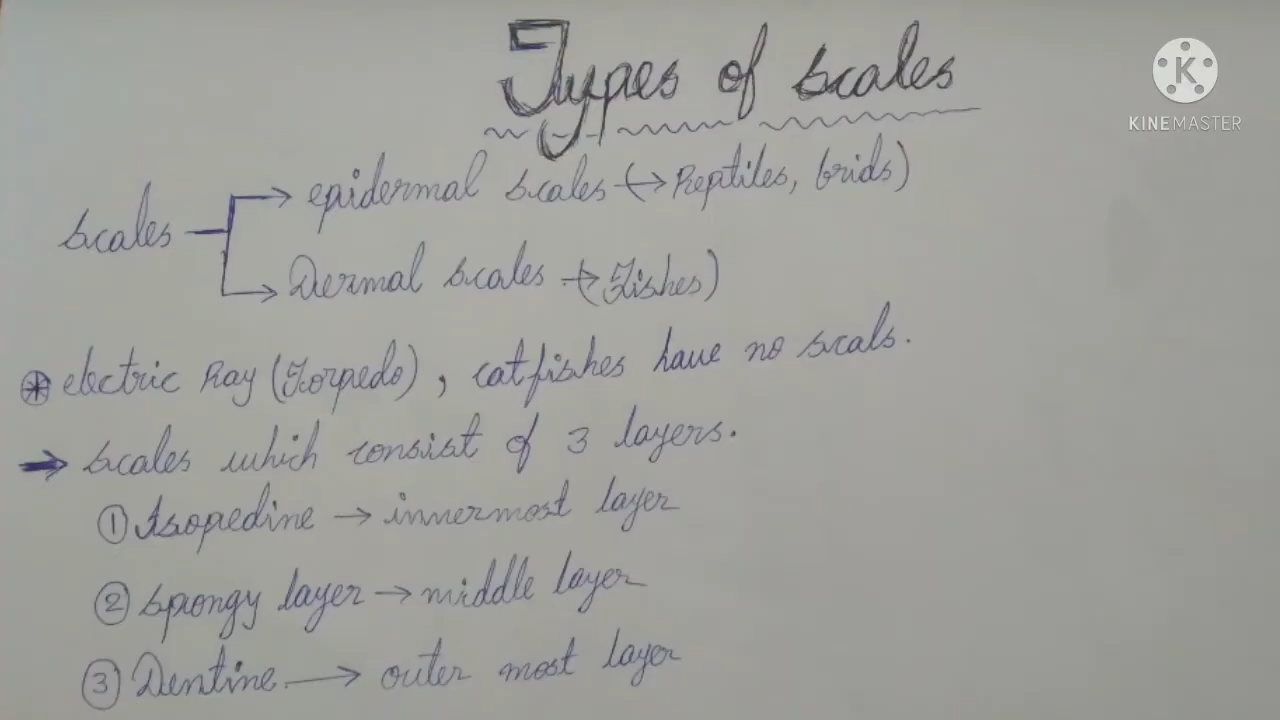 Types of scales
K
KINEMASTER
scales → epidermal scales (→ Reptiles, brids)
→ Dermal scales → (Fishes)
* electric Ray (Torpedo), catfishes have no scals.
→ scales which consist of 3 layers.
① Isopedine → innermost layer
② spongy layer → middle layer
③ Dentine → outer most layer